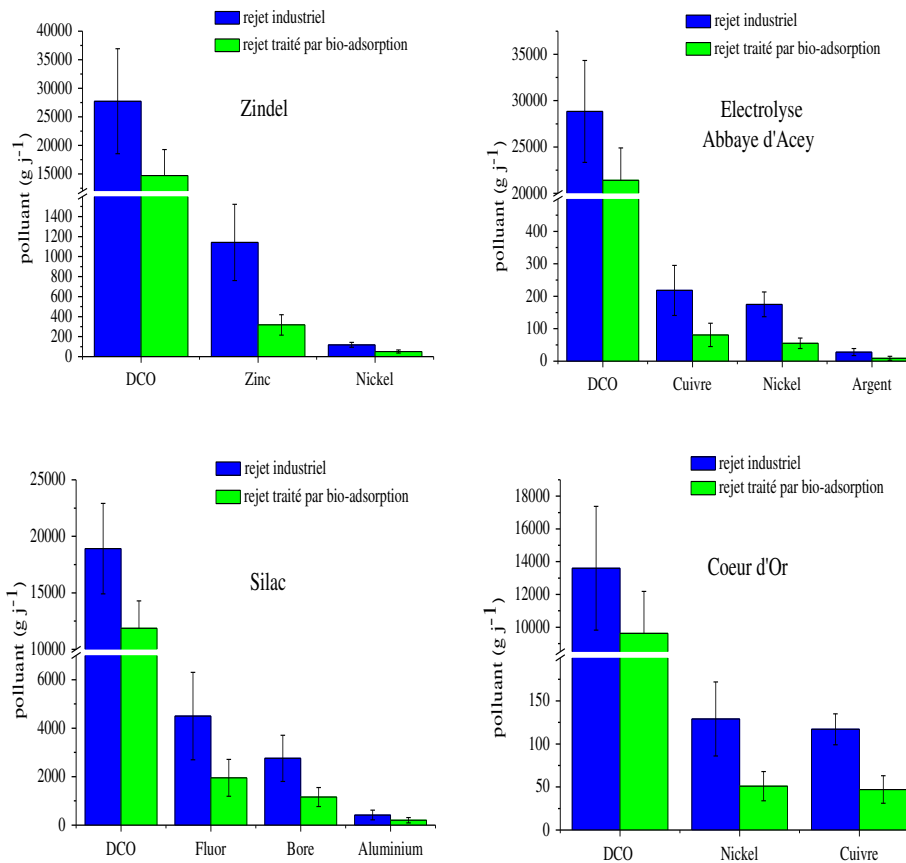 rejet industriel
rejet traité par bio-adsorption
Zindel
polluant (g j-1)
40000
35000
30000
25000
20000
15000
1400
1200
1000
800
600
400
200
0
DCO Zinc Nickel
rejet industriel
rejet traité par bio-adsorption
Electrolyse
Abbaye d'Acey
polluant (g j-1)
35000
30000
25000
20000
400
300
200
100
0
DCO Cuivre Nickel Argent
rejet industriel
rejet traité par bio-adsorption
Silac
polluant (g j-1)
25000
20000
15000
10000
6000
4000
2000
0
DCO Fluor Bore Aluminium
rejet industriel
rejet traité par bio-adsorption
Coeur d'Or
polluant (g j-1)
18000
16000
14000
12000
10000
150
100
50
0
DCO Nickel Cuivre